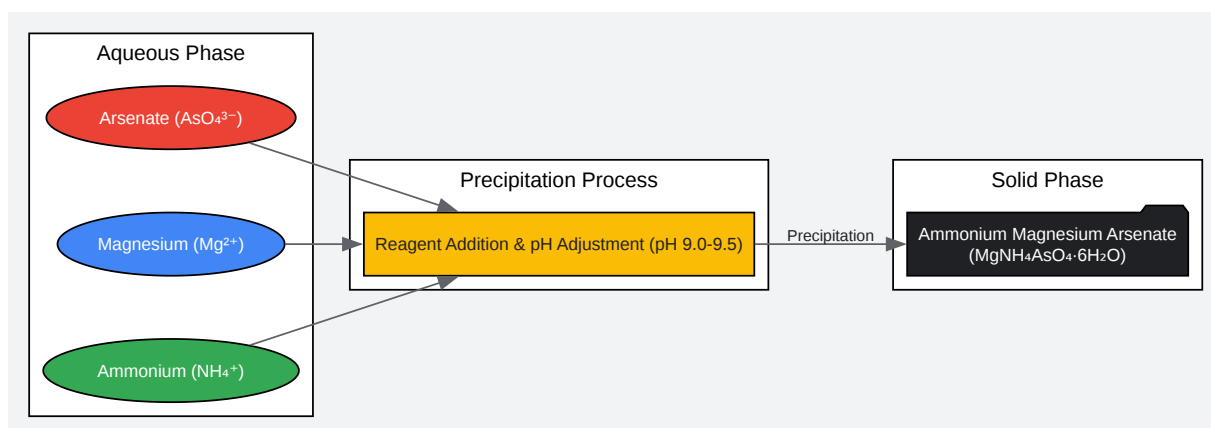 Aqueous Phase
Arsenate (AsO₄³⁻)
Magnesium (Mg²⁺)
Ammonium (NH₄⁺)
Precipitation Process
Reagent Addition & pH Adjustment (pH 9.0-9.5)
Precipitation
Solid Phase
Ammonium Magnesium Arsenate
(MgNH₄AsO₄·6H₂O)